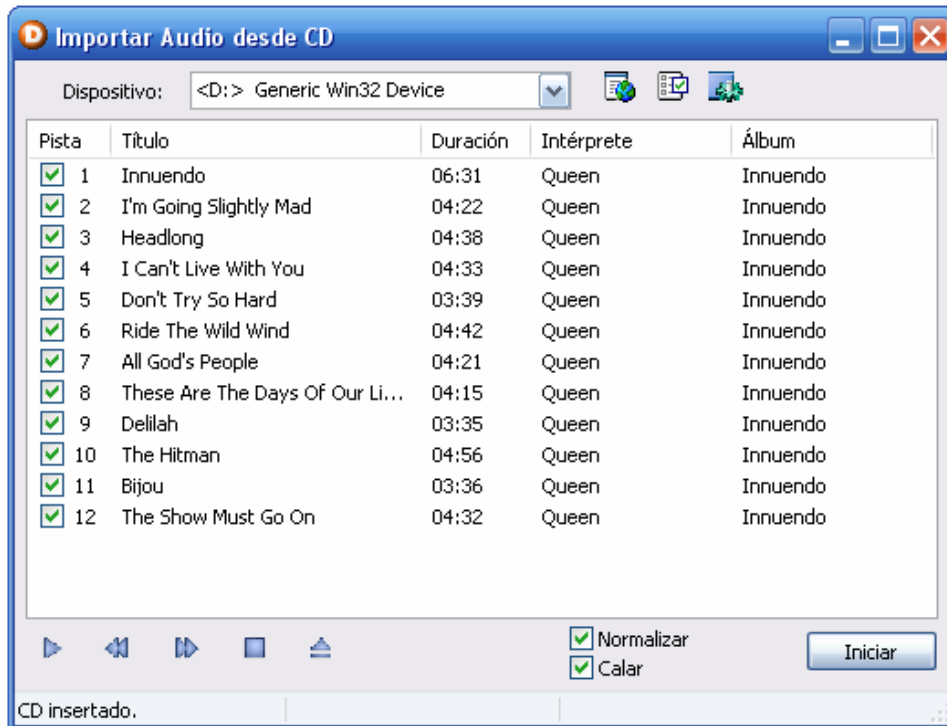 Importar Audio desde CD
Dispositivo: <D:> Generic Win32 Device
Pista Título Duración Intérprete Álbum
1 Innuendo 06:31 Queen Innuendo
2 I'm Going Slightly Mad 04:22 Queen Innuendo
3 Headlong 04:38 Queen Innuendo
4 I Can't Live With You 04:33 Queen Innuendo
5 Don't Try So Hard 03:39 Queen Innuendo
6 Ride The Wild Wind 04:42 Queen Innuendo
7 All God's People 04:21 Queen Innuendo
8 These Are The Days Of Our Li... 04:15 Queen Innuendo
9 Delilah 03:35 Queen Innuendo
10 The Hitman 04:56 Queen Innuendo
11 Bijou 03:36 Queen Innuendo
12 The Show Must Go On 04:32 Queen Innuendo
Normalizar
Calar
Iniciar
CD insertado.